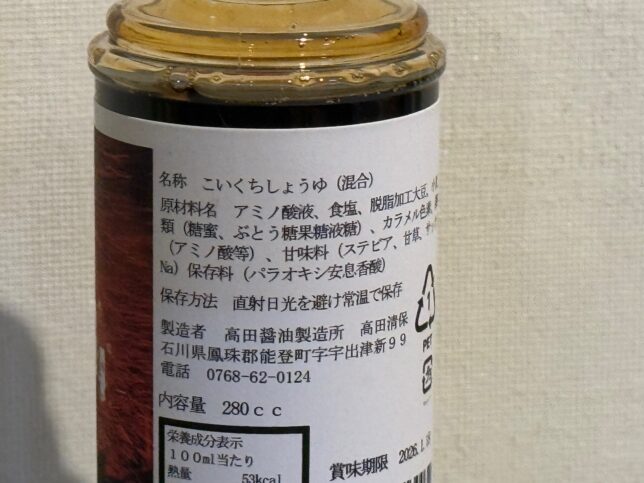 名称 こいくちしょうゆ（混合）
原材料名 アミノ酸液、食塩、脱脂加工大豆、
類（糖蜜、ぶとう糖果糖液糖）、カラメル色素、
（アミノ酸等）、甘味料（ステビア、甘草、サッ
Na）保存料（パラオキシ安息香酸）
保存方法 直射日光を避け常温で保存
製造者 高田醤油製造所 高田清保
石川県鳳珠郡能登町字宇出津新99
電話 0768-62-0124
PET
内容量 280cc
栄養成分表示
100ml当たり
熱量 53kcal
賞味期限 2026.1.